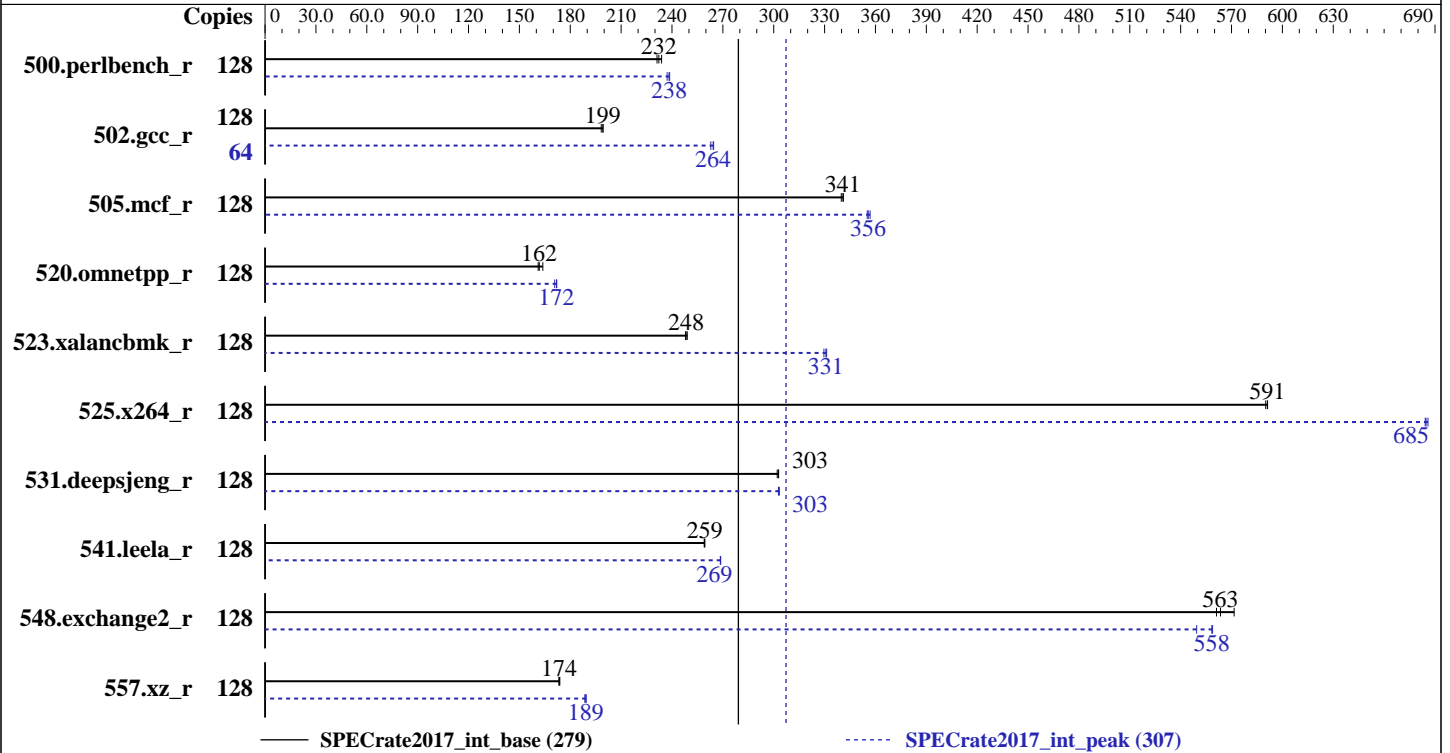 Copies 0 30.0 60.0 90.0 120 150 180 210 240 270 300 330 360 390 420 450 480 510 540 570 600 630 690
232
500.perlbench_r 128
238
128
199
502.gcc_r
64
264
341
505.mcf_r 128
356
162
520.omnetpp_r 128
172
248
523.xalancbmk_r 128
331
591
525.x264_r 128
685
303
531.deepsjeng_r 128
303
259
541.leela_r 128
269
563
548.exchange2_r 128
558
174
557.xz_r 128
189
SPECrate2017_int_base (279) SPECrate2017_int_peak (307)